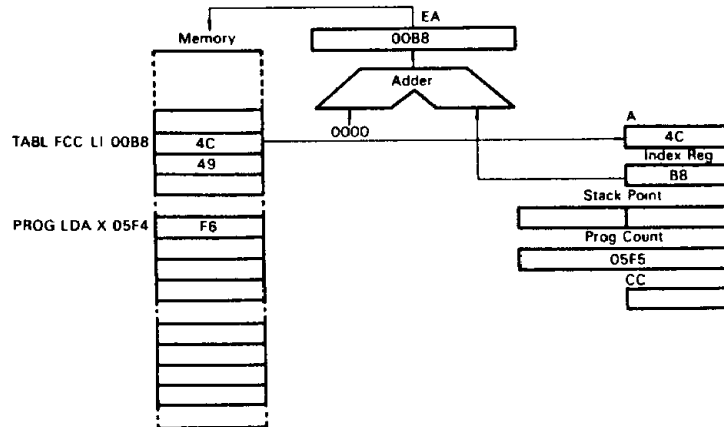 EA
Memory
00B8
Adder
A
0000
TABL FCC LI 00B8
4C
4C
Index Reg
49
B8
Stack Point
PROG LDA X 05F4
F6
Prog Count
05F5
CC